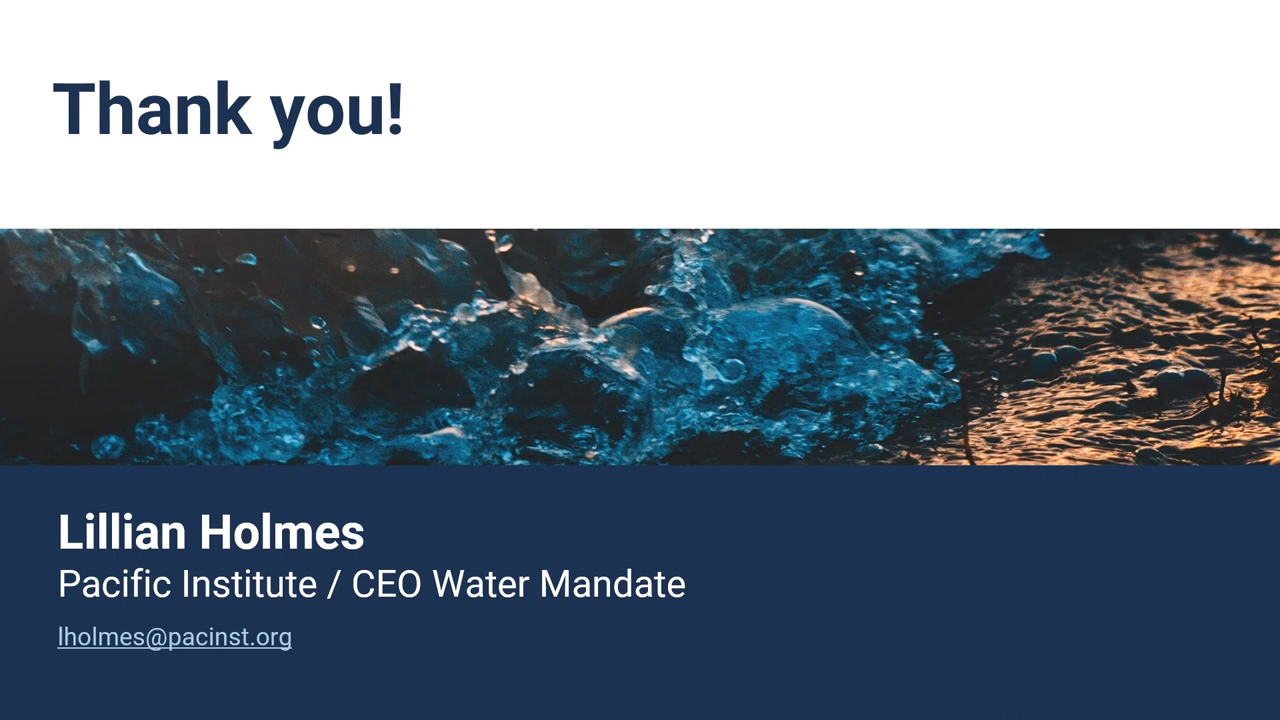 Thank you!
Lillian Holmes
Pacific Institute / CEO Water Mandate
lholmes@pacinst.org